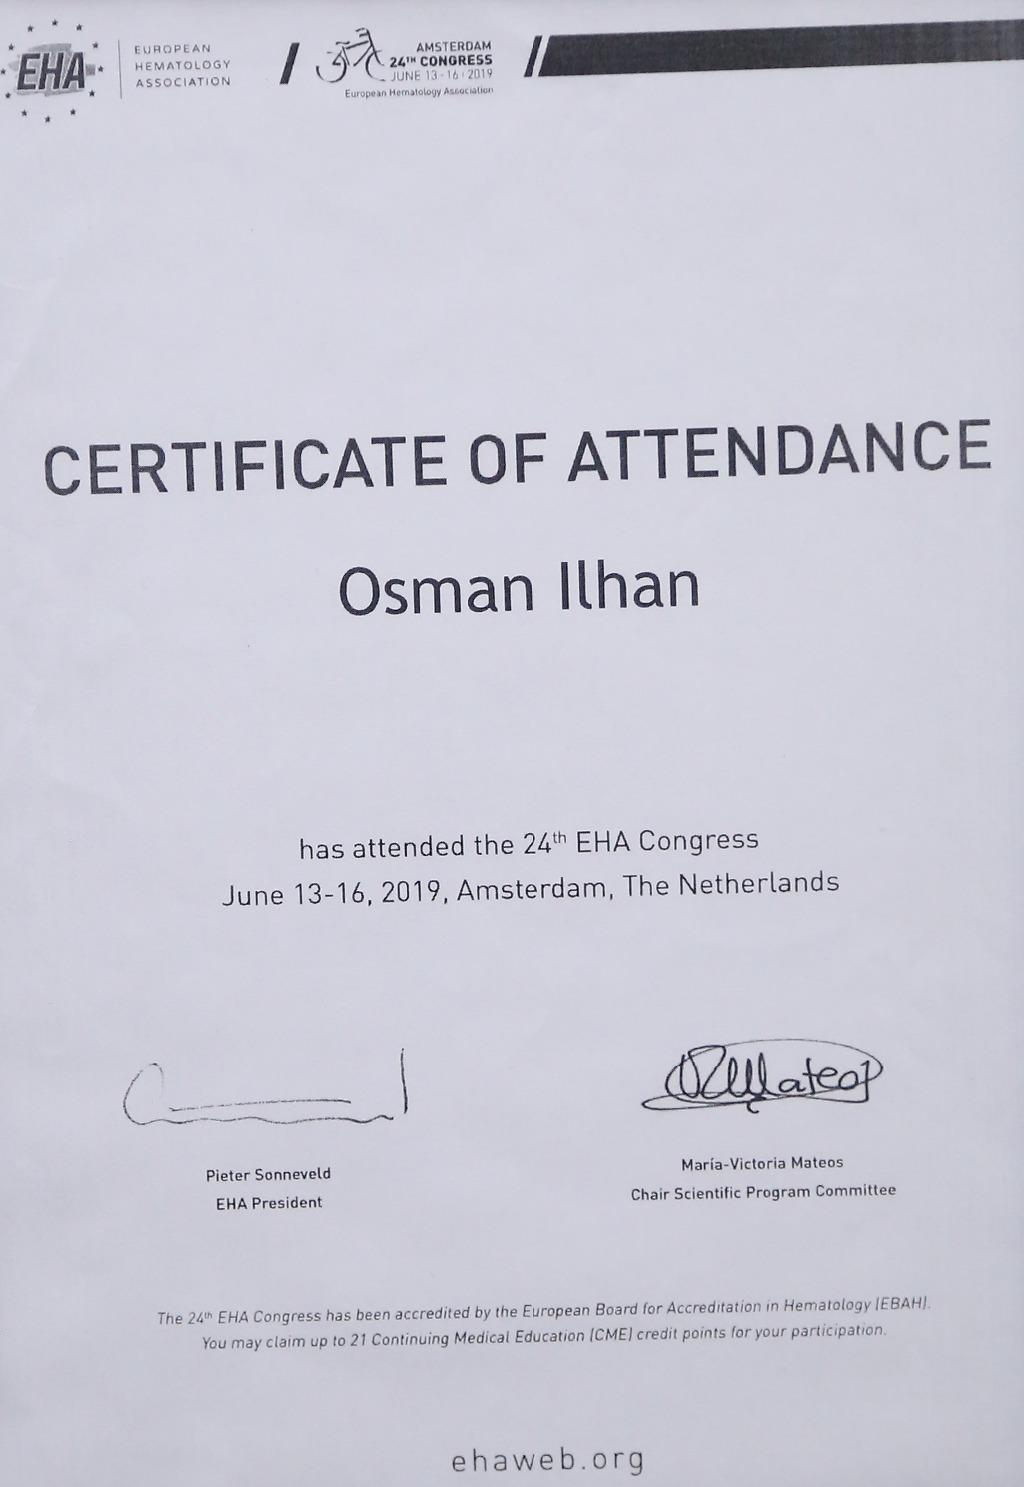 EHA
EUROPEAN
HEMATOLOGY
ASSOCIATION
AMSTERDAM
24TH CONGRESS
JUNE 13-16 : 2019
European Hematology Association
CERTIFICATE OF ATTENDANCE
Osman Ilhan
has attended the 24th EHA Congress
June 13-16, 2019, Amsterdam, The Netherlands
Mateos
Pieter Sonneveld
EHA President
María-Victoria Mateos
Chair Scientific Program Committee
The 24th EHA Congress has been accredited by the European Board for Accreditation in Hematology (EBAH).
You may claim up to 21 Continuing Medical Education (CME) credit points for your participation.
ehaweb.org